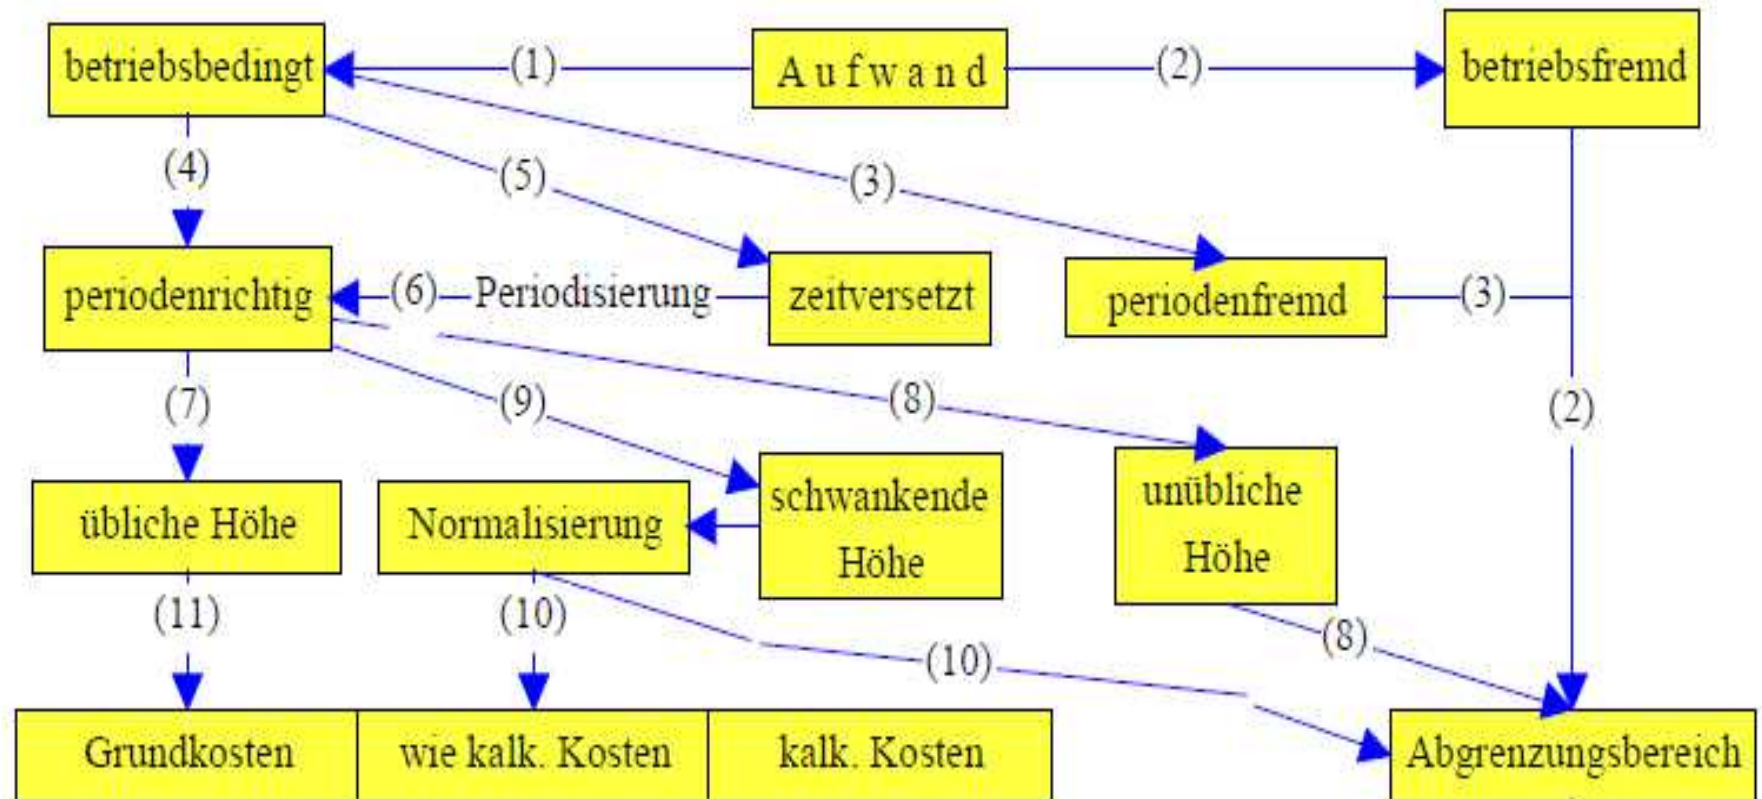 betriebsbedingt (1) A u f w a n d (2) betriebsfremd
(4) (5) (3)
periodenrichtig (6) Periodisierung zeitversetzt periodenfremd (3)
(7) (9) (8) (2)
übliche Höhe Normalisierung schwankende Höhe unübliche Höhe
(11) (10) (10) (8)
Grundkosten wie kalk. Kosten kalk. Kosten Abgrenzungsbereich